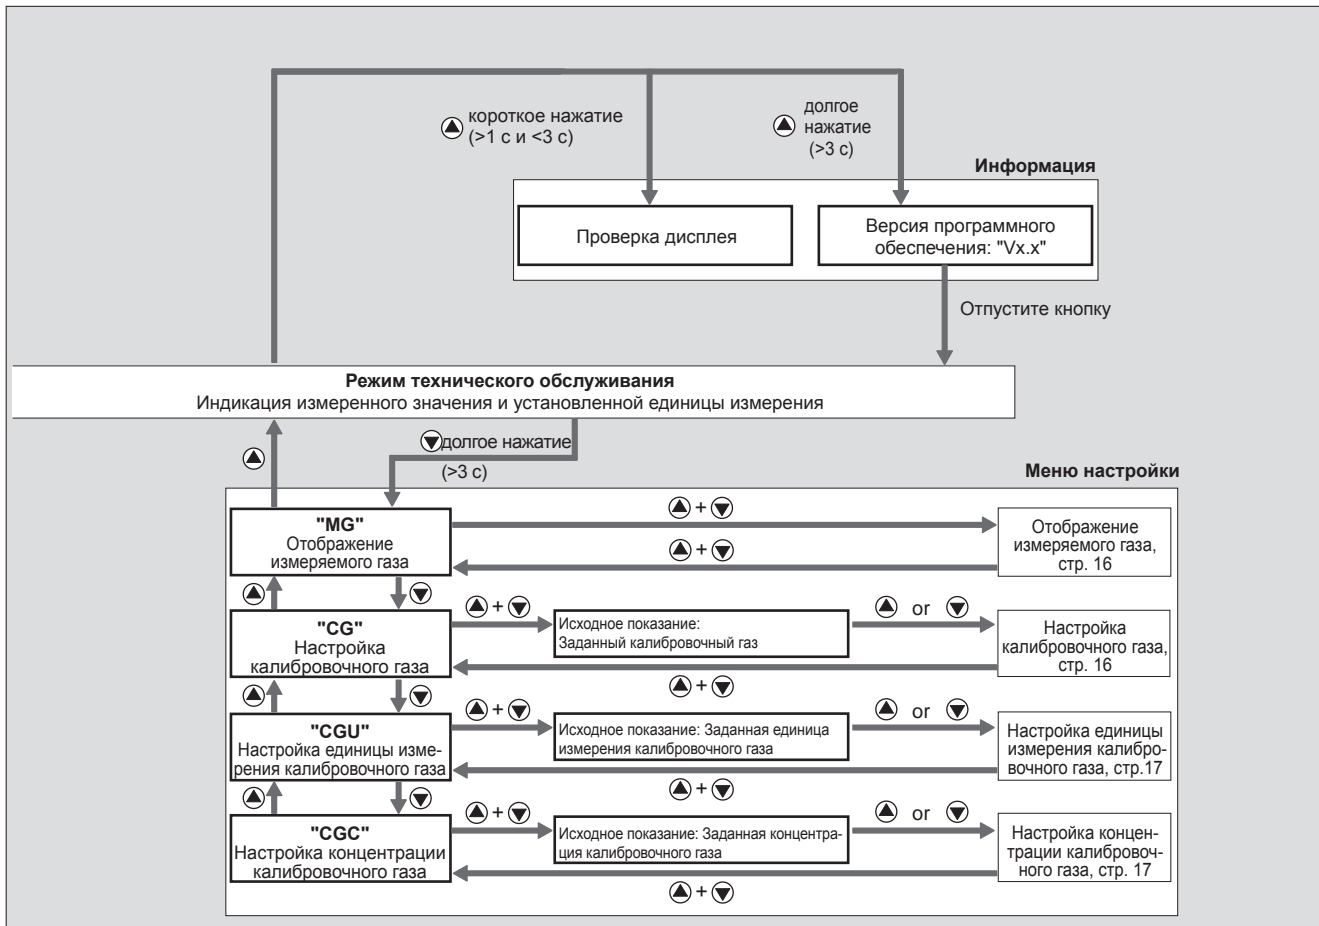 короткое нажатие
(>1 с и <3 с)
долгое
нажатие
(>3 с)
Информация
Проверка дисплея
Версия программного
обеспечения: "Vx.x"
Отпустите кнопку
Режим технического обслуживания
Индикация измеренного значения и установленной единицы измерения
долгое нажатие
(>3 с)
Меню настройки
"MG"
Отображение
измеряемого газа
+
+
Отображение
измеряемого газа,
стр. 16
"CG"
Настройка
калибровочного газа
+
Исходное показание:
Заданный калибровочный газ
or
Настройка
калибровочного газа,
стр. 16
+
"CGU"
Настройка единицы изме-
рения калибровочного газа
+
Исходное показание: Заданная единица
измерения калибровочного газа
or
Настройка единицы
измерения калибро-
вочного газа, стр.17
+
"CGC"
Настройка концентрации
калибровочного газа
+
Исходное показание: Заданная концентра-
ция калибровочного газа
or
Настройка концен-
трации калибровоч-
ного газа, стр. 17
+